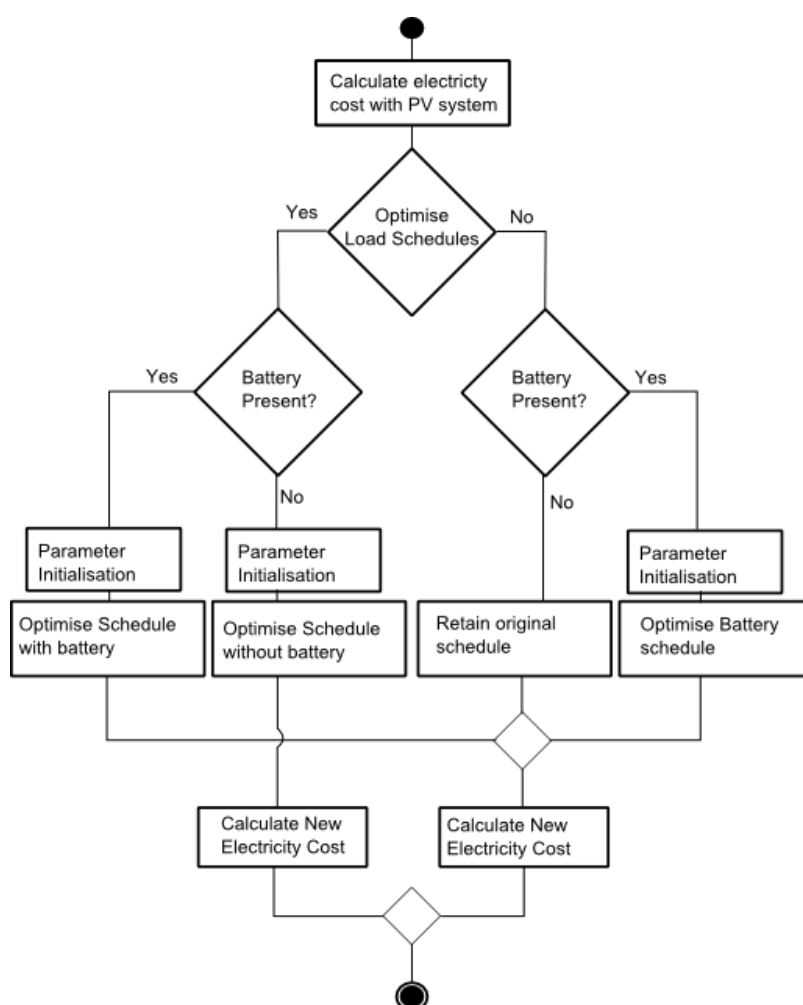 Calculate electricty
cost with PV system
Yes
Optimise
Load Schedules
No
Yes
Battery
Present?
Battery
Present?
Yes
No
No
Parameter
Initialisation
Parameter
Initialisation
Parameter
Initialisation
Optimise Schedule
with battery
Optimise Schedule
without battery
Retain original
schedule
Optimise Battery
schedule
Calculate New
Electricity Cost
Calculate New
Electricity Cost